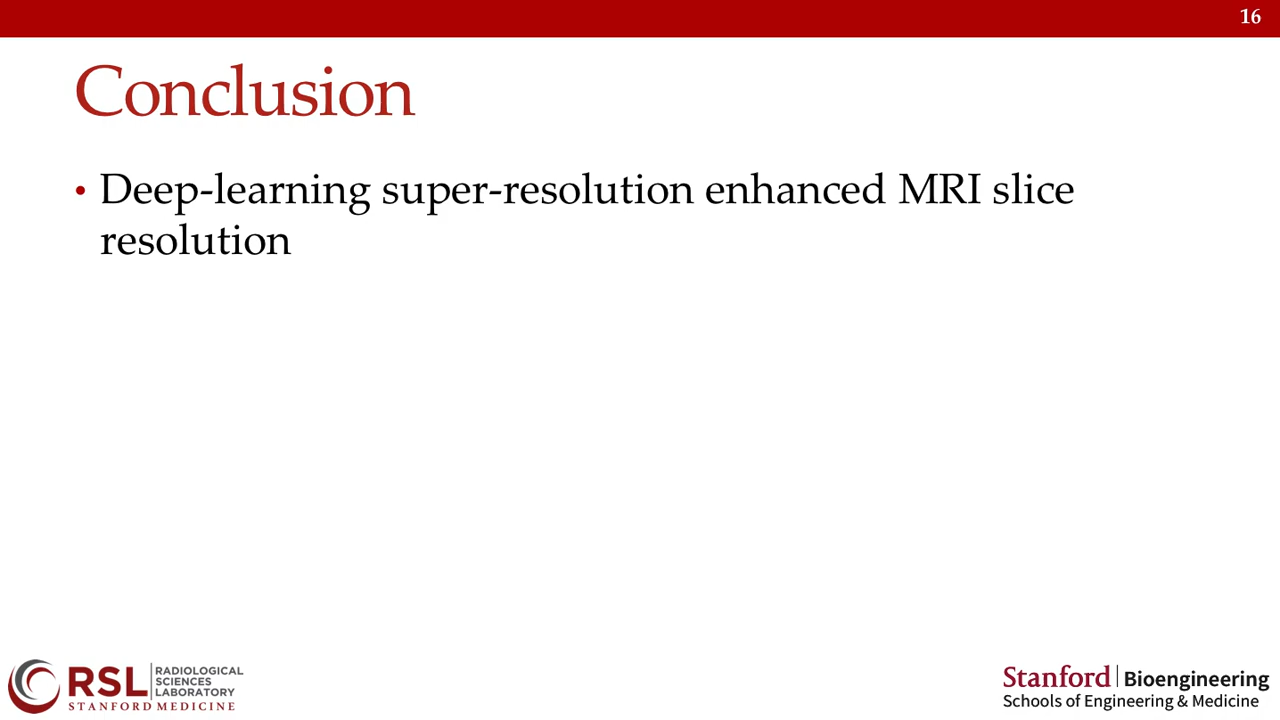 16
Conclusion
• Deep-learning super-resolution enhanced MRI slice
resolution
RSL
RADIOLOGICAL
SCIENCES
LABORATORY
STANFORD MEDICINE
Stanford | Bioengineering
Schools of Engineering & Medicine